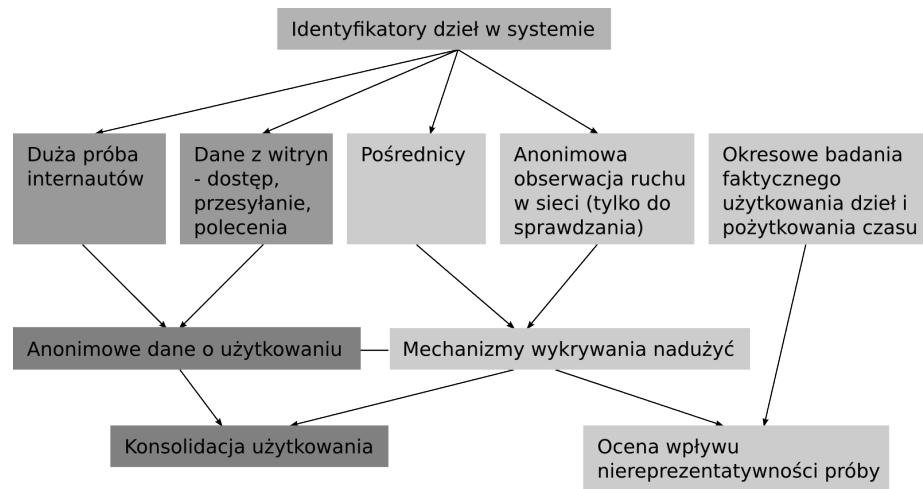 Identyfikatory dzieł w systemie
Duża próba
internautów
Dane z witryn
- dostęp,
przesyłanie,
polecenia
Pośrednicy
Anonimowa
obserwacja ruchu
w sieci (tylko do
sprawdzania)
Okresowe badania
faktycznego
użytkowania dzieł i
pożytkowania czasu
Anonimowe dane o użytkowaniu
Mechanizmy wykrywania nadużyć
Konsolidacja użytkowania
Ocena wpływu
niereprezentatywności próby